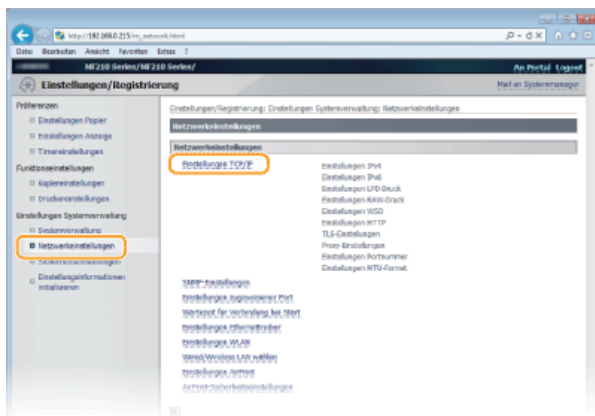 http://192.168.0.215/m_network.html
Datei Bearbeiten Ansicht Favoriten Extras ?
MF210 Series/MF210 Series/
An Portal Logout
Einstellungen/Registrierung
Mail an Systemmanager
Präferenzen
Einstellungen Papier
Einstellungen Anzeige
Timereinstellungen
Funktionseinstellungen
Kopiereinstellungen
Druckereinstellungen
Einstellungen Systemverwaltung
Systemverwaltung
Netzwerkeinstellungen
Sicherheitseinstellungen
Einstellungsinformationen
initialisieren
Einstellungen/Registrierung: Einstellungen Systemverwaltung: Netzwerkeinstellungen
Netzwerkeinstellungen
Netzwerkeinstellungen
Einstellungen TCP/IP
Einstellungen IPv4
Einstellungen IPv6
Einstellungen LPD-Druck
Einstellungen RAW-Druck
Einstellungen WSD
Einstellungen HTTP
TLS-Einstellungen
Proxy-Einstellungen
Einstellungen Portnummer
Einstellungen MTU-Format
SNMP-Einstellungen
Einstellungen zugewiesener Port
Wartezeit für Verbindung bei Start
Einstellungen Ethernettreiber
Einstellungen WLAN
Wired/Wireless LAN wählen
Einstellungen AirPrint
AirPrint-Sicherheitseinstellungen